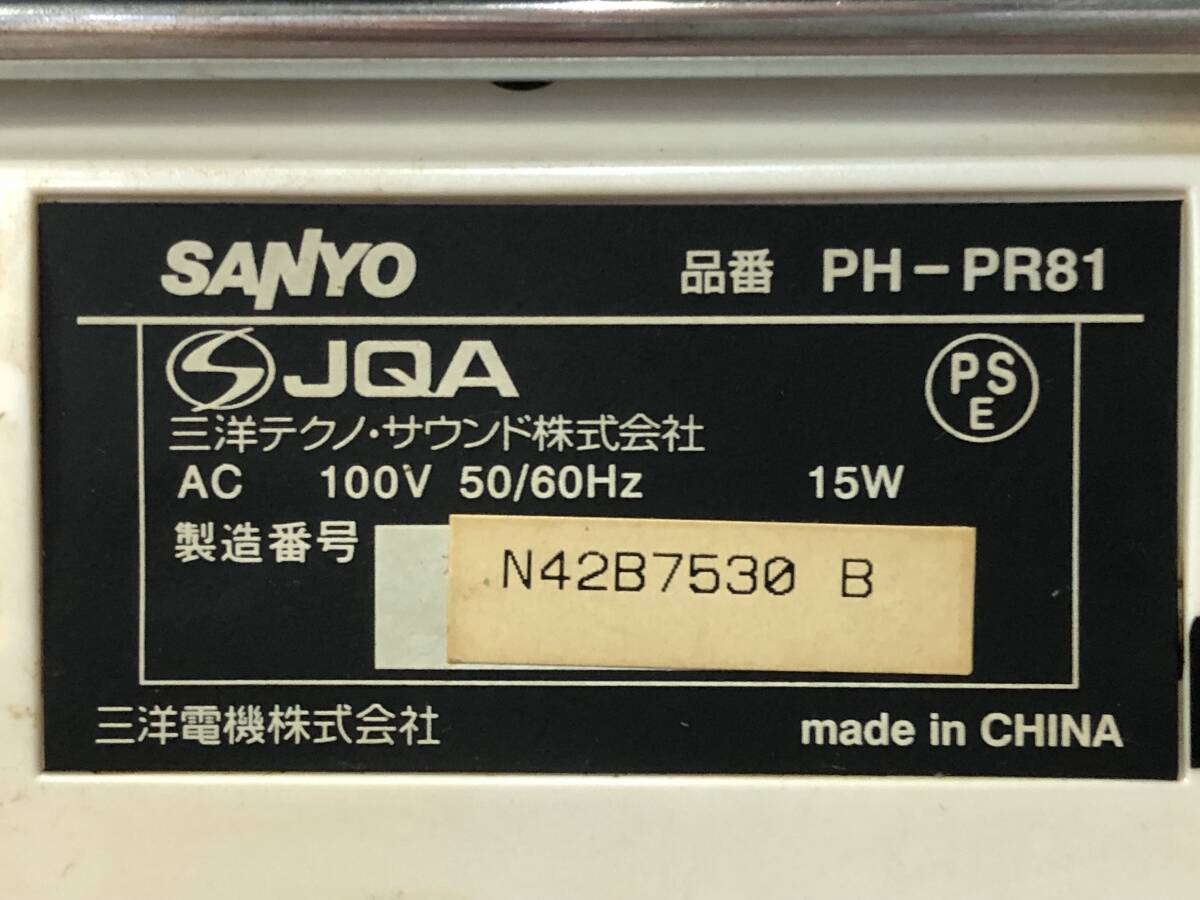 SANYO 品番 PH-PR81
JQA
PS
E
三洋テクノ・サウンド株式会社
AC 100V 50/60Hz 15W
製造番号 N42B7530 B
三洋電機株式会社 made in CHINA